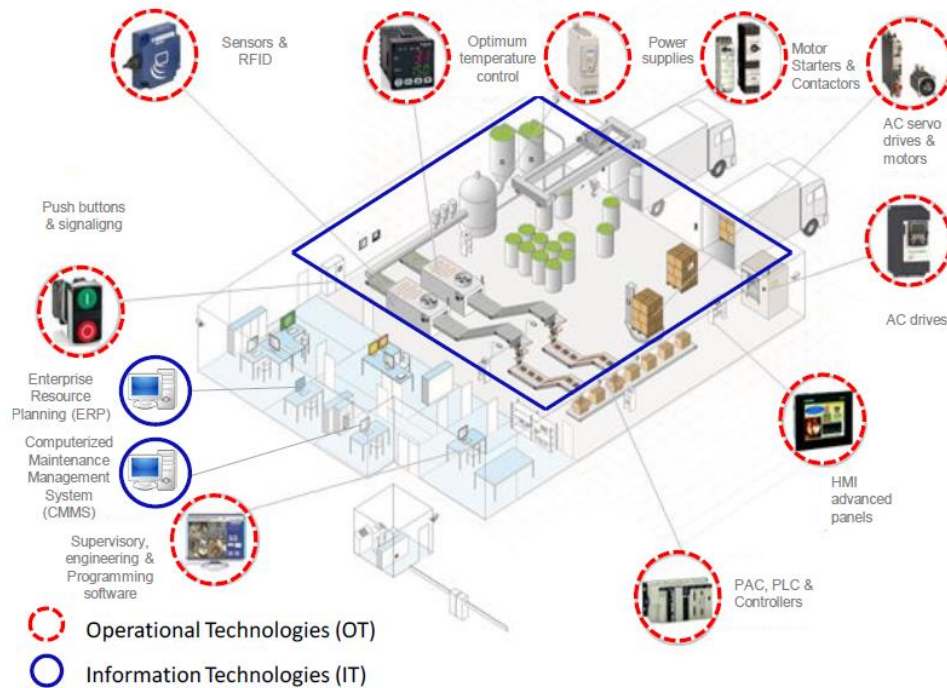 Sensors &
RFID
Optimum
temperature
control
Power
supplies
Motor
Starters &
Contactors
AC servo
drives &
motors
Push buttons
& signaligng
AC drives
Enterprise
Resource
Planning (ERP)
Computerized
Maintenance
Management
System
(CMMS)
HMI
advanced
panels
Supervisory,
engineering &
Programming
software
PAC, PLC &
Controllers
Operational Technologies (OT)
Information Technologies (IT)